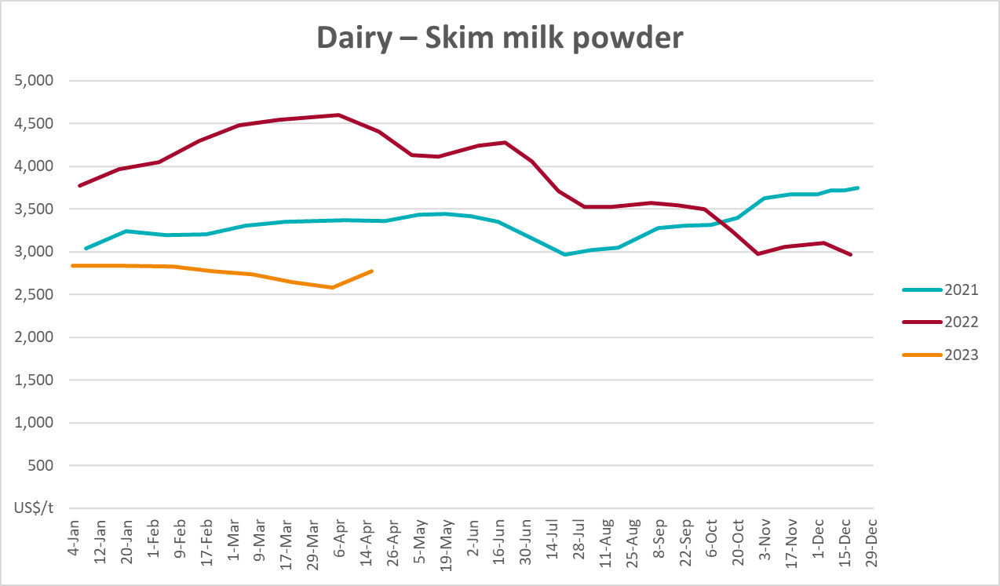 Dairy – Skim milk powder
5,000
4,500
4,000
3,500
3,000
2,500
2,000
1,500
1,000
500
US$/t
4-Jan
12-Jan
20-Jan
1-Feb
9-Feb
17-Feb
1-Mar
9-Mar
17-Mar
29-Mar
6-Apr
14-Apr
26-Apr
5-May
19-May
2-Jun
16-Jun
30-Jun
14-Jul
28-Jul
11-Aug
25-Aug
8-Sep
22-Sep
6-Oct
20-Oct
3-Nov
17-Nov
1-Dec
15-Dec
29-Dec
2021
2022
2023